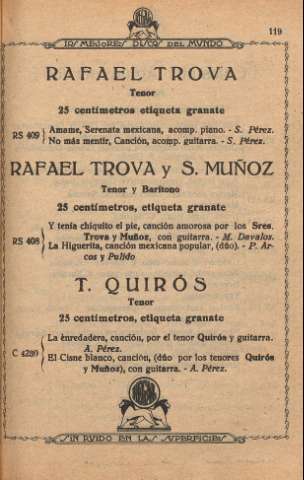 119
LOS MEJORES DISCOS DEL MUNDO
RAFAEL TROVA
Tenor
25 centímetros etiqueta granate
RS 409
Amame, Serenata mexicana, acomp. piano. - S. Pérez.
No más mentir, Canción, acomp. guitarra. - S. Pérez.
RAFAEL TROVA y S. MUÑOZ
Tenor y Barítono
25 centímetros, etiqueta granate
RS 408
Y tenía chiquito el pie, canción amorosa por los Sres.
Trova y Muñoz, con guitarra. - M. Davalos.
La Higuerita, canción mexicana popular, (dúo). - P. Ar-
cos y Pulido
T. QUIRÓS
Tenor
25 centímetros, etiqueta granate
C 4280
La enredadera, canción, por el tenor Quirós y guitarra.
A. Pérez.
El Cisne blanco, canción, (dúo por los tenores Quirós
y Muñoz), con guitarra. - A. Pérez.
SIN RUIDO EN LAS SUPERFICIES